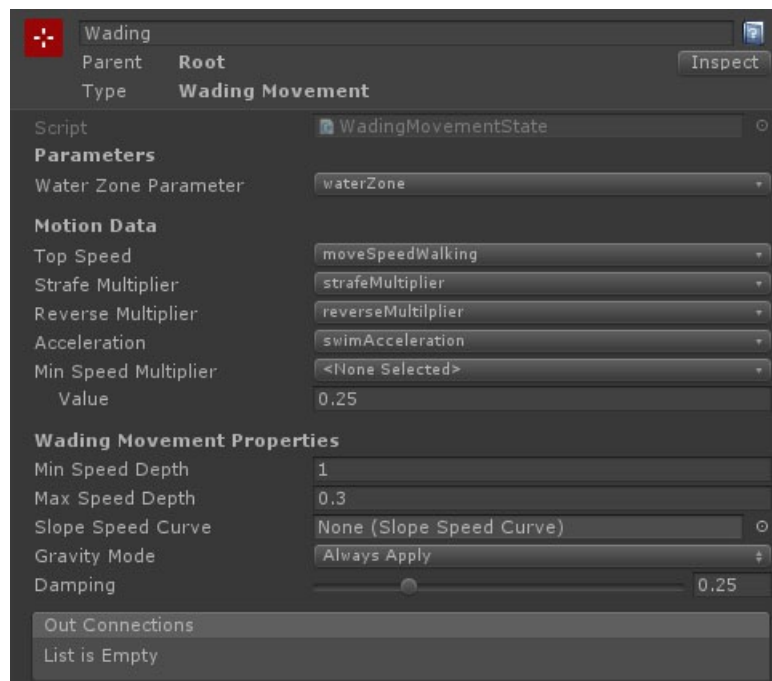 Wading
Parent Root
Inspect
Type Wading Movement
Script WadingMovementState
Parameters
Water Zone Parameter waterZone
Motion Data
Top Speed moveSpeedWalking
Strafe Multiplier strafeMultiplier
Reverse Multiplier reverseMultilplier
Acceleration swimAcceleration
Min Speed Multiplier <None Selected>
Value 0.25
Wading Movement Properties
Min Speed Depth 1
Max Speed Depth 0.3
Slope Speed Curve None (Slope Speed Curve)
Gravity Mode Always Apply
Damping 0.25
Out Connections
List is Empty